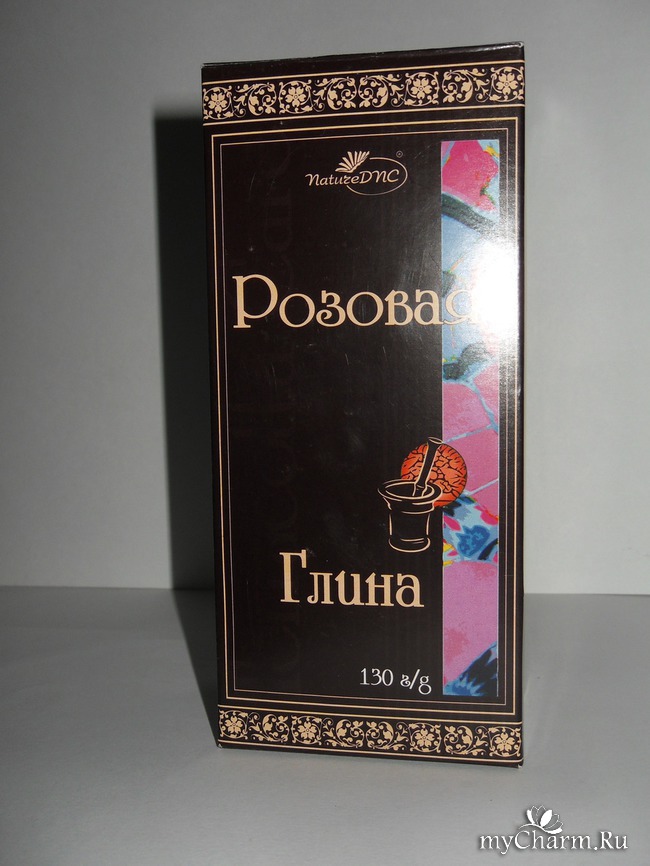 NatureDNC®
Розовая
Глина
130 г/g
myCharm.Ru